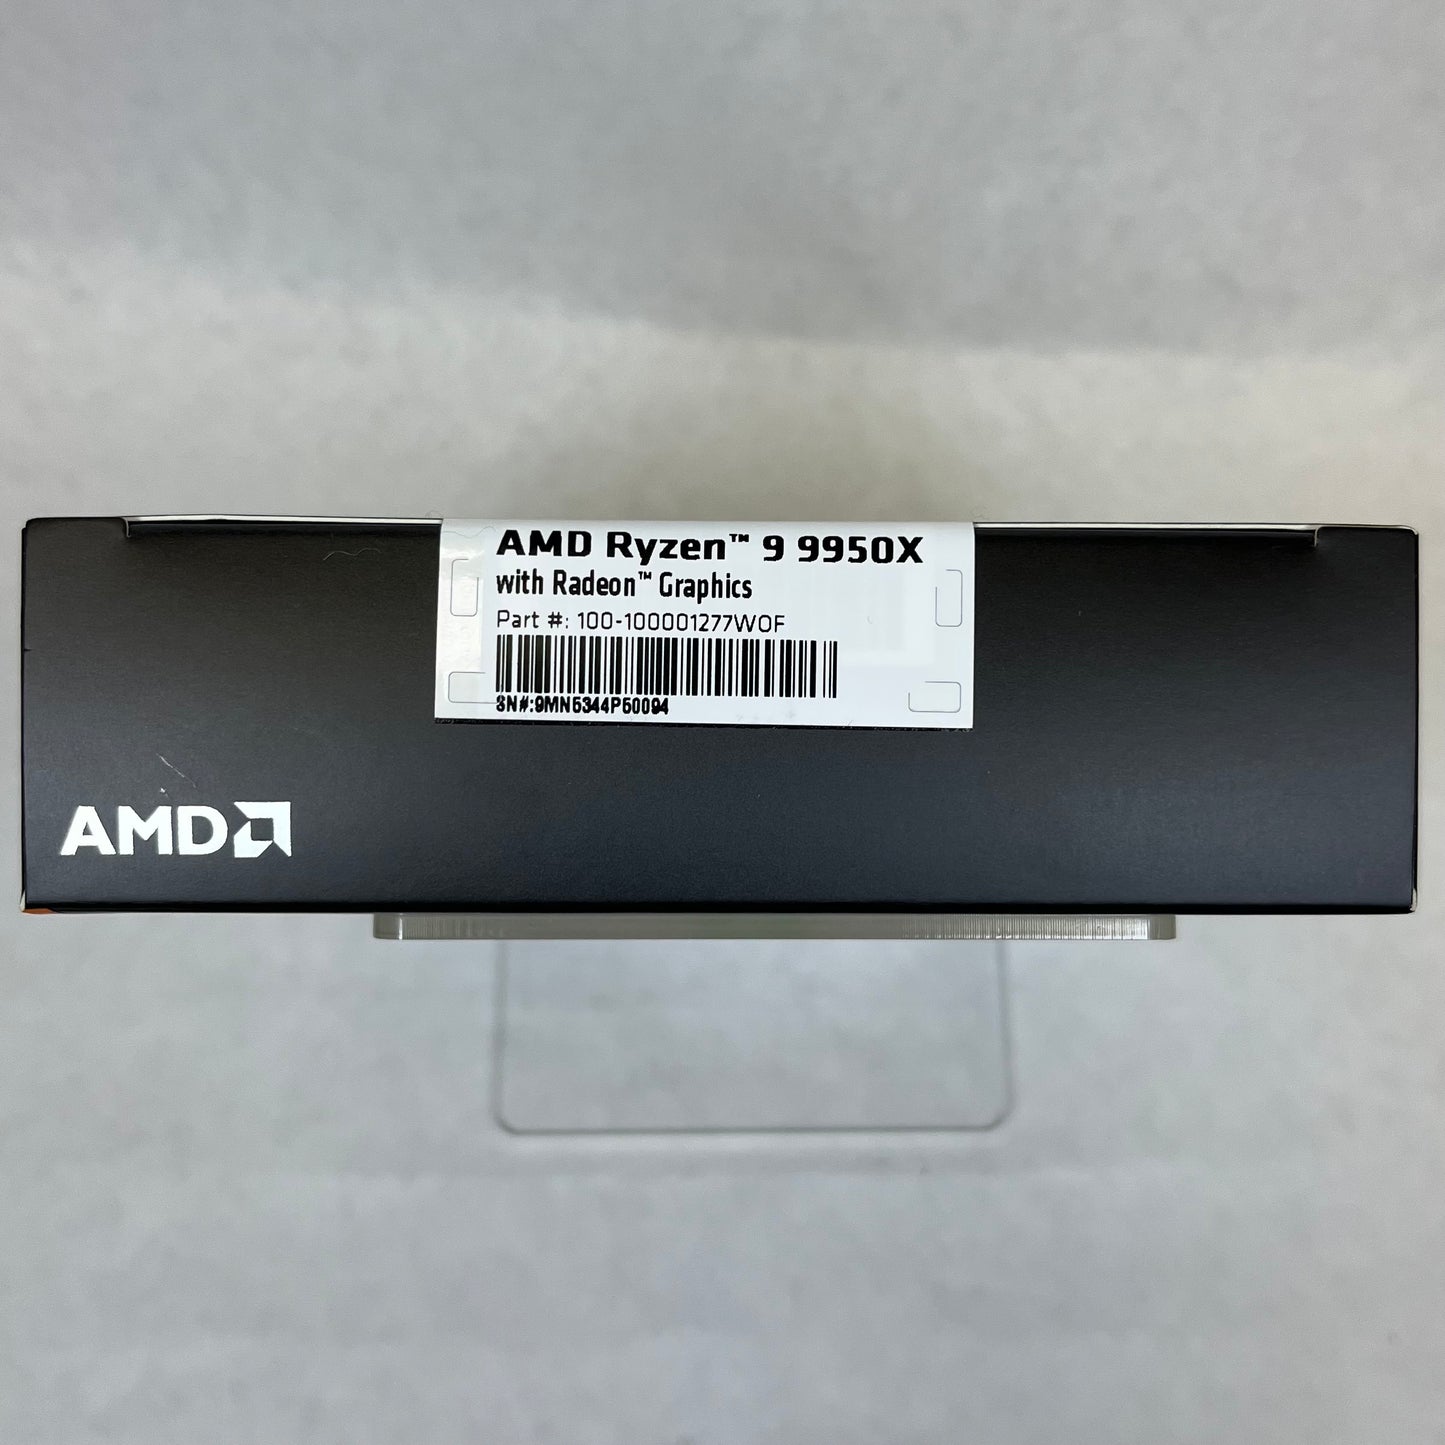 AMD Ryzen™ 9 9950X
with Radeon™ Graphics
Part #: 100-100001277WOF
SN#:9MN5344P50094
AMD